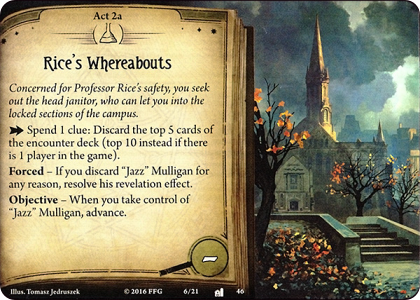 Act 2a
Rice's Whereabouts
Concerned for Professor Rice's safety, you seek
out the head janitor, who can let you into the
locked sections of the campus.
Spend 1 clue: Discard the top 5 cards of
the encounter deck (top 10 instead if there
is 1 player in the game).
Forced – If you discard “Jazz” Mulligan for
any reason, resolve his revelation effect.
Objective – When you take control of
“Jazz” Mulligan, advance.
–
Illus. Tomasz Jedruszek © 2016 FFG 6/21 46